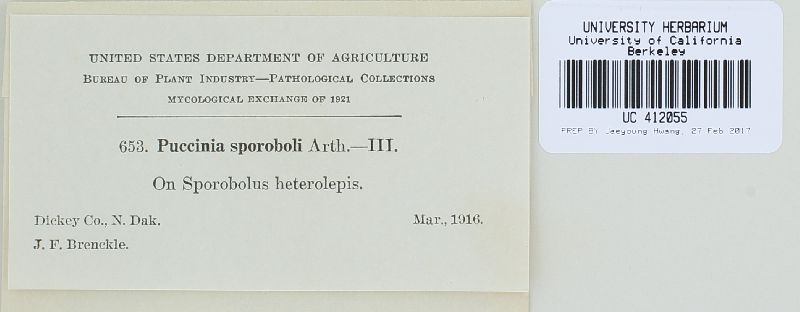 UNITED STATES DEPARTMENT OF AGRICULTURE
BUREAU OF PLANT INDUSTRY—PATHOLOGICAL COLLECTIONS
MYCOLOGICAL EXCHANGE OF 1921
653. Puccinia sporoboli Arth.—III.
On Sporobolus heterolepis.
Dickey Co., N. Dak. Mar., 1916.
J. F. Brenckle.
UNIVERSITY HERBARIUM
University of California
Berkeley
UC 412055
PREP BY Jaeyoung Hwang, 27 Feb 2017